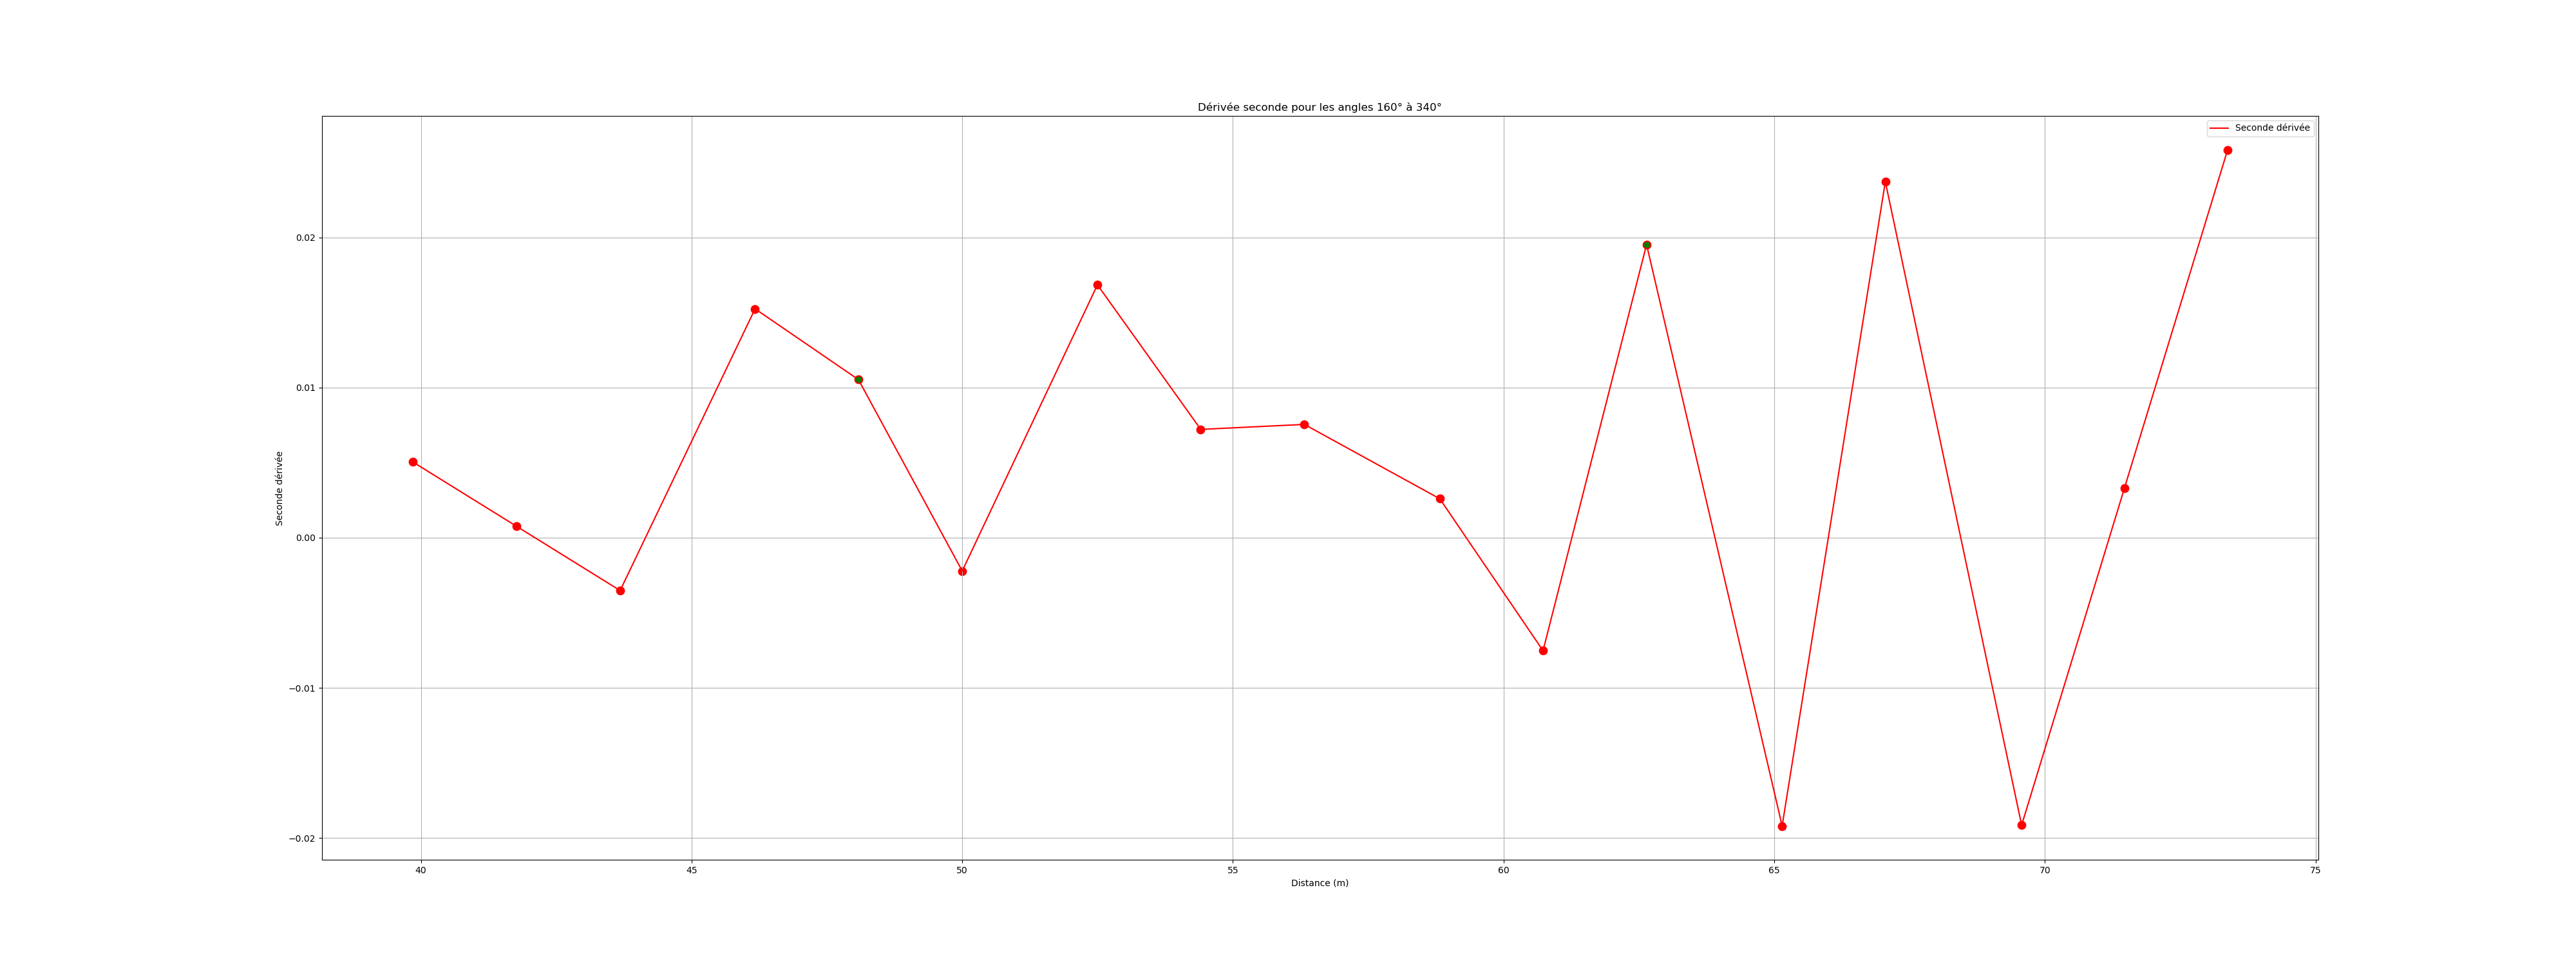 Dérivée seconde pour les angles 160° à 340°
Seconde dérivée
0.02
0.01
0.00
−0.01
−0.02
Seconde dérivée
40 45 50 55 60 65 70 75
Distance (m)